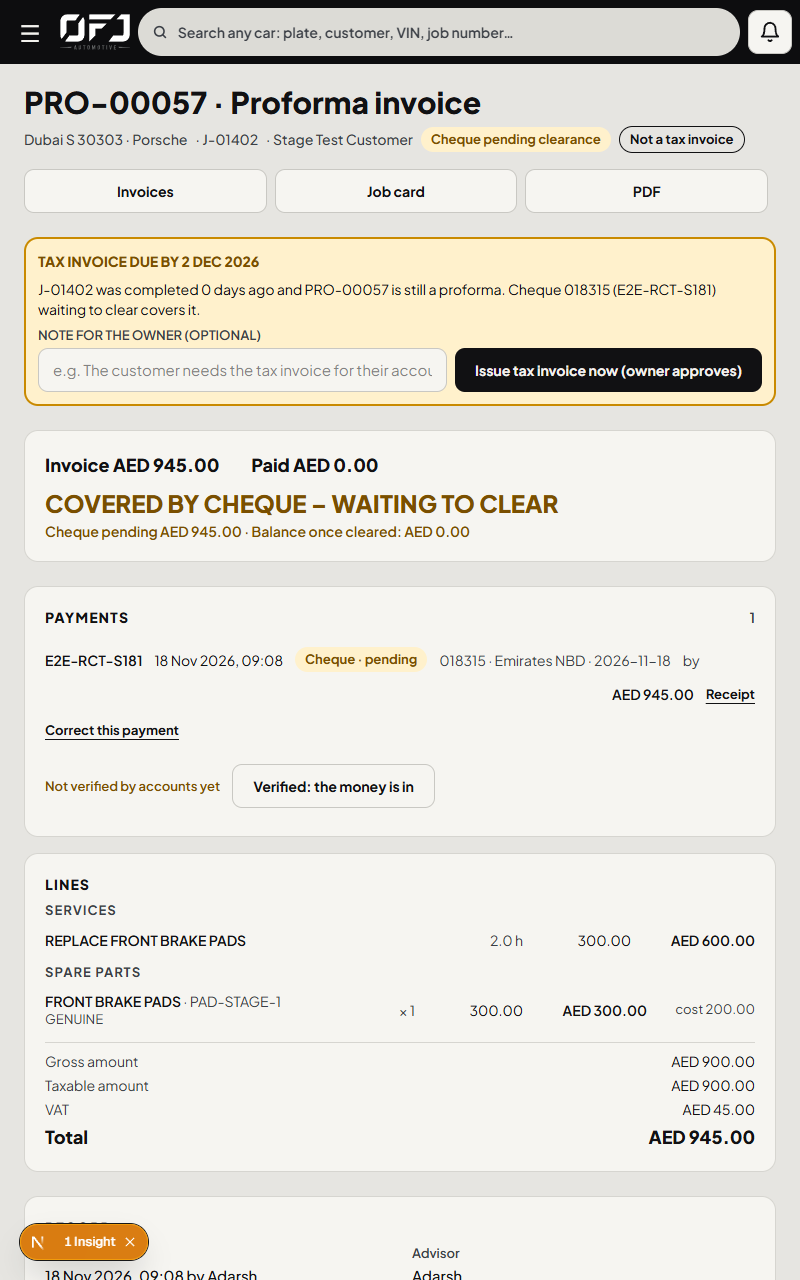 OFJ
AUTOMOTIVE
Search any car: plate, customer, VIN, job number…
PRO-00057 · Proforma invoice
Dubai S 30303 · Porsche · J-01402 · Stage Test Customer Cheque pending clearance Not a tax invoice
Invoices Job card PDF
TAX INVOICE DUE BY 2 DEC 2026
J-01402 was completed 0 days ago and PRO-00057 is still a proforma. Cheque 018315 (E2E-RCT-S181)
waiting to clear covers it.
NOTE FOR THE OWNER (OPTIONAL)
e.g. The customer needs the tax invoice for their accou Issue tax invoice now (owner approves)
Invoice AED 945.00 Paid AED 0.00
COVERED BY CHEQUE – WAITING TO CLEAR
Cheque pending AED 945.00 · Balance once cleared: AED 0.00
PAYMENTS 1
E2E-RCT-S181 18 Nov 2026, 09:08 Cheque · pending 018315 · Emirates NBD · 2026-11-18 by
AED 945.00 Receipt
Correct this payment
Not verified by accounts yet Verified: the money is in
LINES
SERVICES
REPLACE FRONT BRAKE PADS 2.0 h 300.00 AED 600.00
SPARE PARTS
FRONT BRAKE PADS · PAD-STAGE-1 × 1 300.00 AED 300.00 cost 200.00
GENUINE
Gross amount AED 900.00
Taxable amount AED 900.00
VAT AED 45.00
Total AED 945.00
N 1 Insight ×
Advisor
18 Nov 2026, 09:08 by Adarsh Adarsh